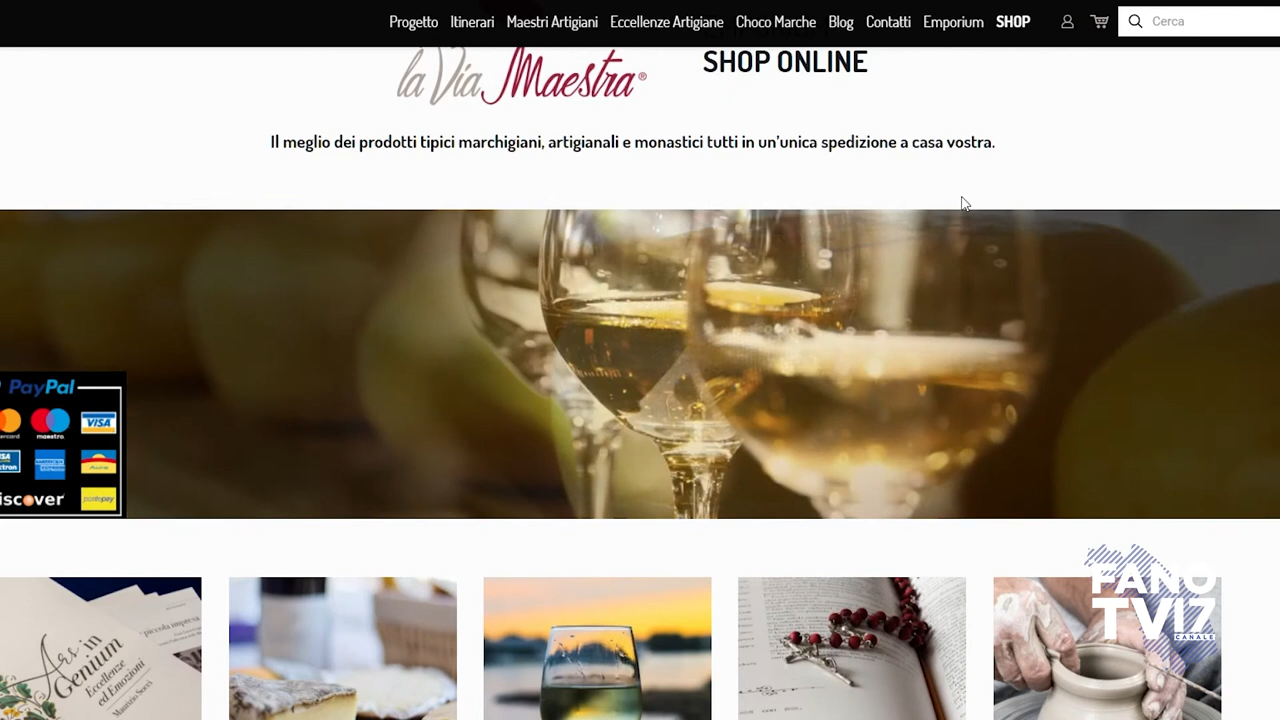 Progetto Itinerari Maestri Artigiani Eccellenze Artigiane Choco Marche Blog Contatti Emporium SHOP Cerca
la Via Maestra®
SHOP ONLINE
Il meglio dei prodotti tipici marchigiani, artigianali e monastici tutti in un'unica spedizione a casa vostra.
PayPal
maestro
VISA
postepay
Ars in
Genium
Eccellenze
ed Emozioni
piccola impresa
FANO
TV17
CANALE